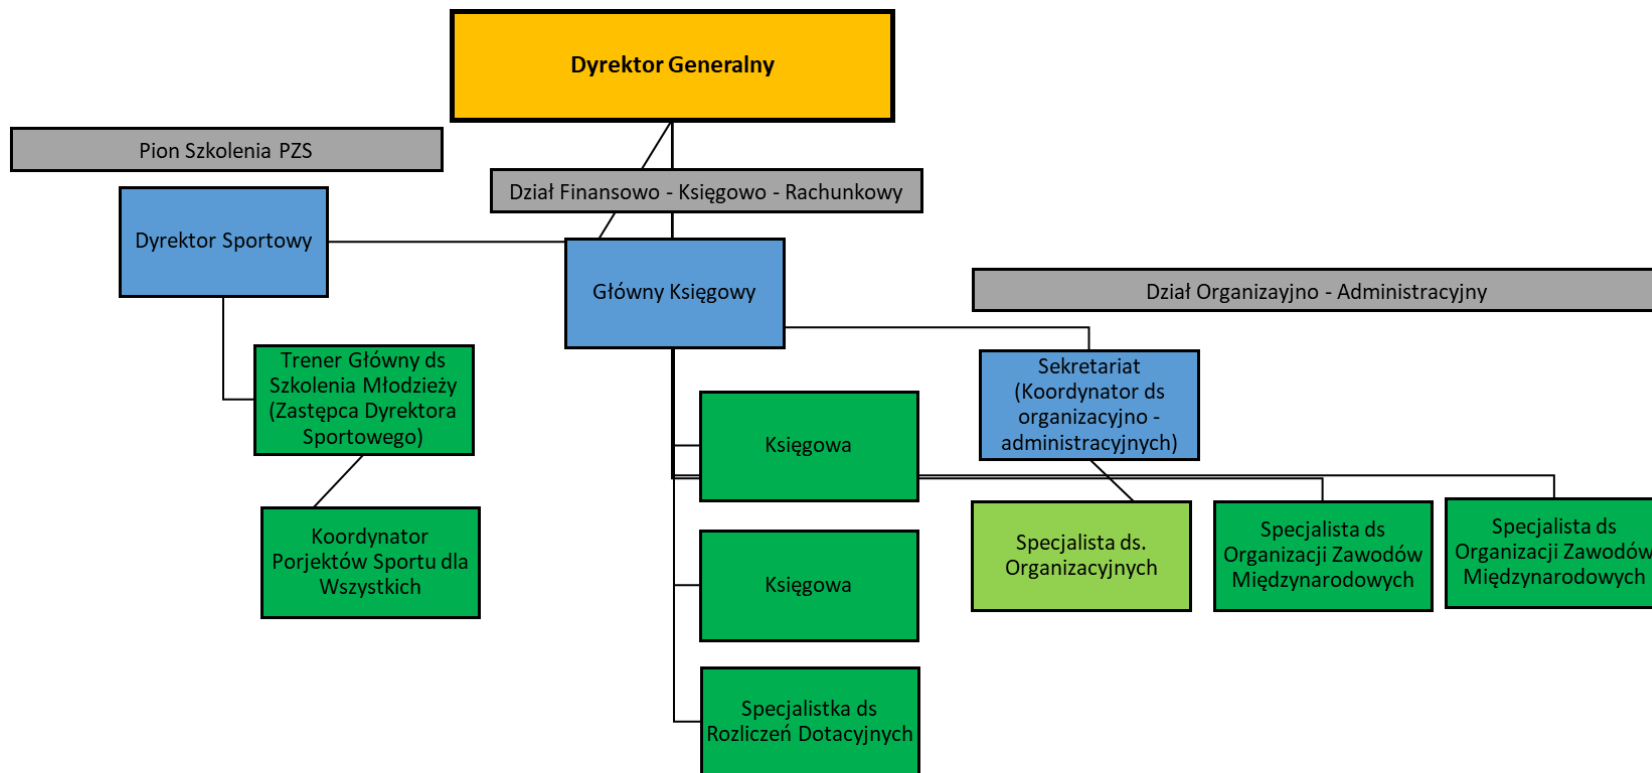 Dyrektor Generalny
Pion Szkolenia PZS
Dział Finansowo - Księgowo - Rachunkowy
Dyrektor Sportowy
Główny Księgowy
Dział Organizayjno - Administracyjny
Trener Główny ds
Szkolenia Młodzieży
(Zastępca Dyrektora
Sportowego)
Sekretariat
(Koordynator ds
organizacyjno -
administracyjnych)
Księgowa
Koordynator
Porjektów Sportu dla
Wszystkich
Specjalista ds.
Organizacyjnych
Specjalista ds
Organizacji Zawodów
Międzynarodowych
Specjalista ds
Organizacji Zawodów
Międzynarodowych
Księgowa
Specjalistka ds
Rozliczeń Dotacyjnych